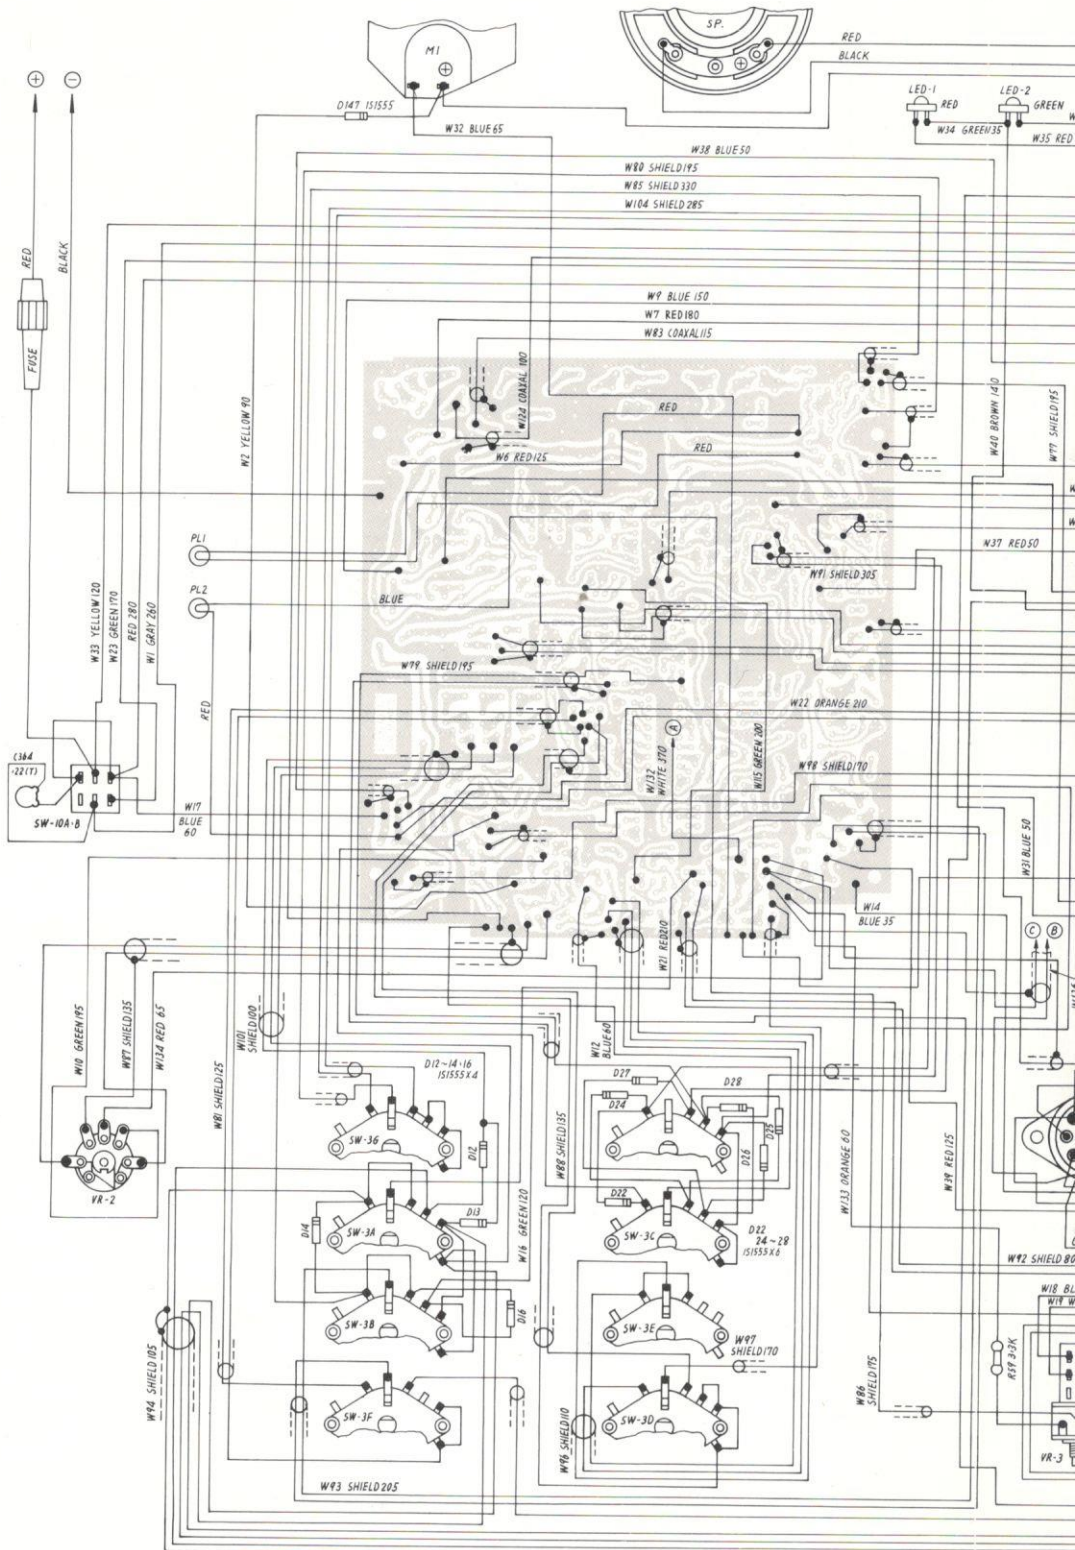 SP.
M1
RED
BLACK
D147 1S1555
LED-1
RED
LED-2
GREEN
W32 BLUE 65
W34 GREEN 35
W35 RED
W38 BLUE 50
W80 SHIELD 195
W85 SHIELD 330
W104 SHIELD 285
RED
BLACK
FUSE
W9 BLUE 150
W7 RED 180
W83 COAXAL 115
W124 COAXAL 100
W2 YELLOW 90
RED
W6 RED 125
RED
W40 BROWN 140
W77 SHIELD 195
PL1
W37 RED 50
W91 SHIELD 305
PL2
BLUE
W33 YELLOW 120
W23 GREEN 170
RED 280
W1 GRAY 260
W79 SHIELD 195
RED
W22 ORANGE 210
A
W132
WHITE 370
W115 GREEN 200
W98 SHIELD 170
C364
.22(T)
SW-10A·B
W17
BLUE
60
W31 BLUE 50
W14
BLUE 35
W21 RED 210
C B
W10 GREEN 195
W87 SHIELD 135
W134 RED 65
W101
SHIELD 100
W81 SHIELD 125
D12~14·16
1S1555X4
W12
BLUE 60
D27
D24
D28
D25
D26
SW-3G
D12
W88 SHIELD 135
VR-2
D14
SW-3A
D13
W16 GREEN 120
D22
SW-3C
D22
24~28
1S1555X6
W133 ORANGE 60
W39 RED 125
W92 SHIELD 80
SW-3B
D16
SW-3E
W97
SHIELD 170
W18 BL
W19 W
R59 3.3K
W94 SHIELD 105
SW-3F
W96 SHIELD 110
SW-3D
W86
SHIELD 175
VR-3
W93 SHIELD 205